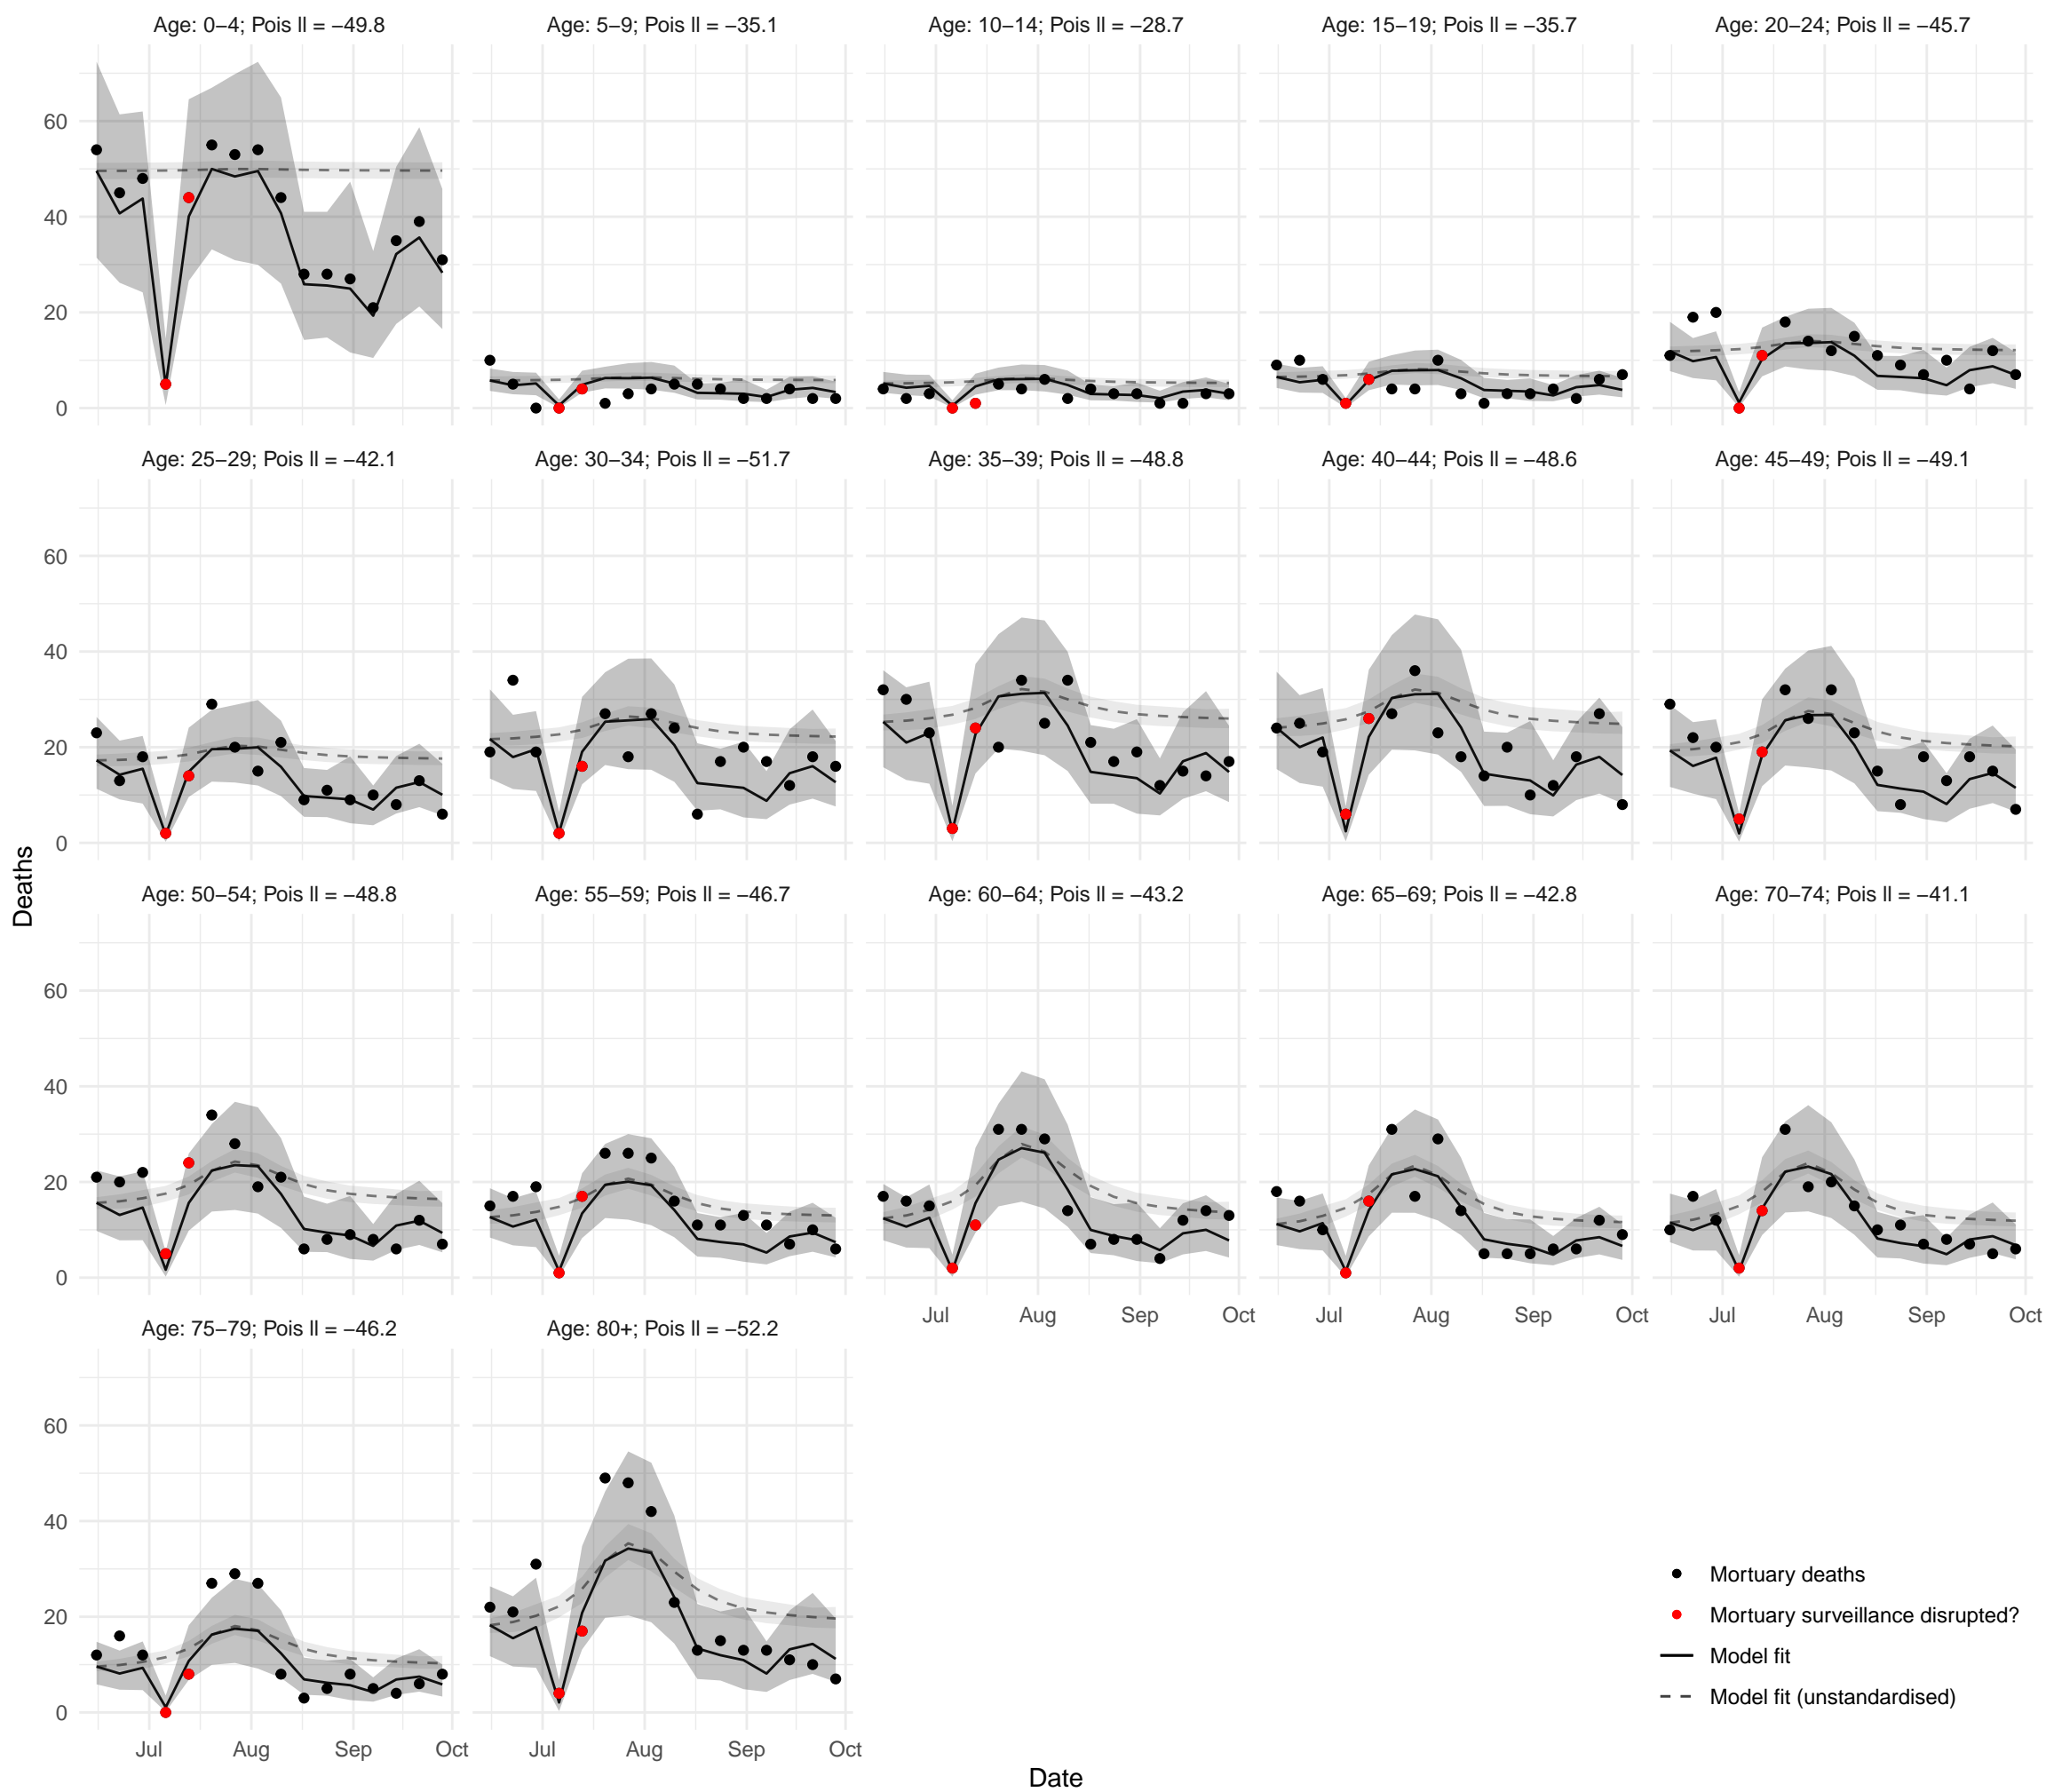 Age: 0−4; Pois ll = −49.8
Age: 5−9; Pois ll = −35.1
Age: 10−14; Pois ll = −28.7
Age: 15−19; Pois ll = −35.7
Age: 20−24; Pois ll = −45.7
60
40
20
0
Age: 25−29; Pois ll = −42.1
Age: 30−34; Pois ll = −51.7
Age: 35−39; Pois ll = −48.8
Age: 40−44; Pois ll = −48.6
Age: 45−49; Pois ll = −49.1
60
40
20
0
Deaths
Age: 50−54; Pois ll = −48.8
Age: 55−59; Pois ll = −46.7
Age: 60−64; Pois ll = −43.2
Age: 65−69; Pois ll = −42.8
Age: 70−74; Pois ll = −41.1
60
40
20
0
Jul Aug Sep Oct
Jul Aug Sep Oct
Jul Aug Sep Oct
Age: 75−79; Pois ll = −46.2
Age: 80+; Pois ll = −52.2
60
40
20
0
Jul Aug Sep Oct
Jul Aug Sep Oct
Mortuary deaths
Mortuary surveillance disrupted?
Model fit
Model fit (unstandardised)
Date